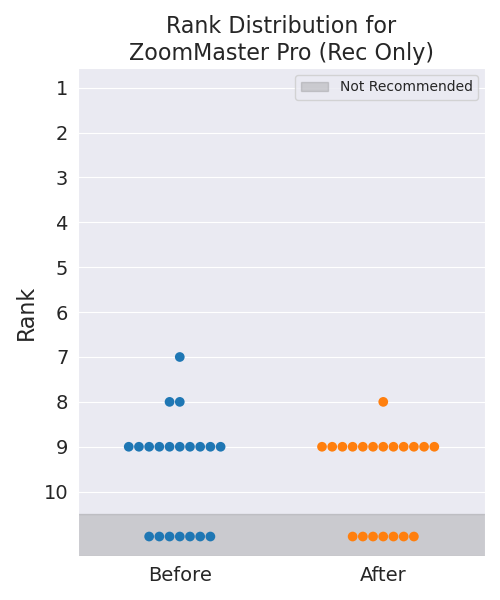 Rank Distribution for
ZoomMaster Pro (Rec Only)
Not Recommended
Rank
1
2
3
4
5
6
7
8
9
10
Before
After